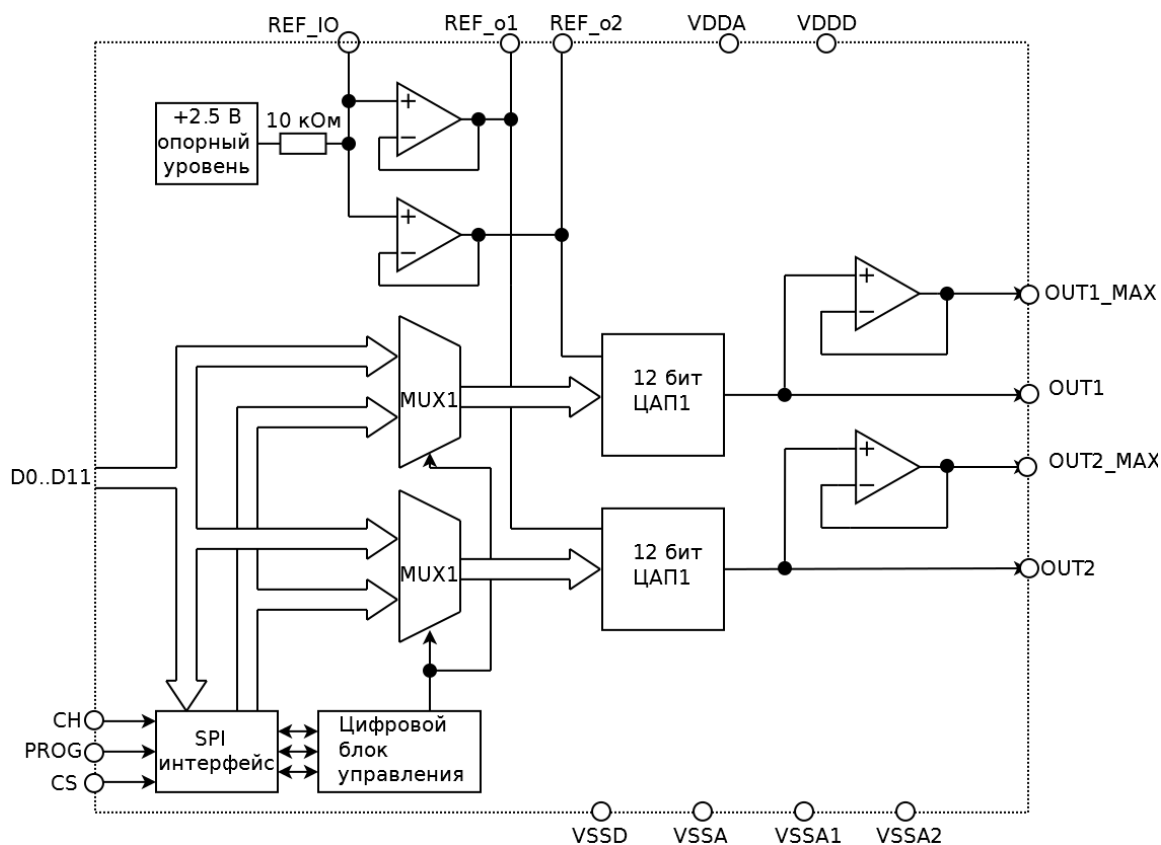 REF_IO
REF_o1
REF_o2
VDDA
VDDD
+2.5 В
опорный
уровень
10 кОм
+
−
+
−
+
−
OUT1_MAX
MUX1
12 бит
ЦАП1
OUT1
D0..D11
+
−
OUT2_MAX
MUX1
12 бит
ЦАП1
OUT2
CH
PROG
CS
SPI
интерфейс
Цифровой
блок
управления
VSSD
VSSA
VSSA1
VSSA2